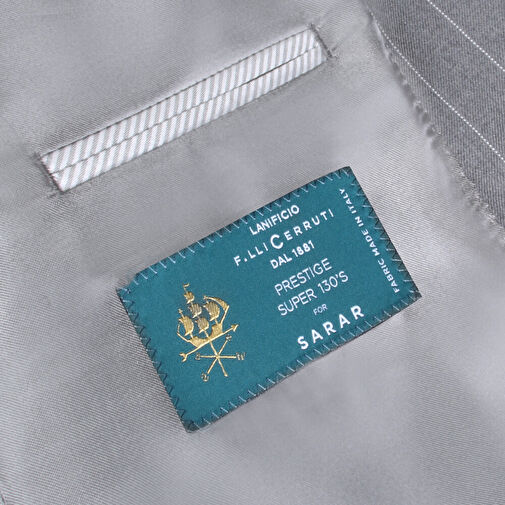 LANIFICIO
F.LLI CERRUTI
DAL 1881
PRESTIGE
SUPER 130'S
FOR
SARAR
FABRIC MADE IN ITALY